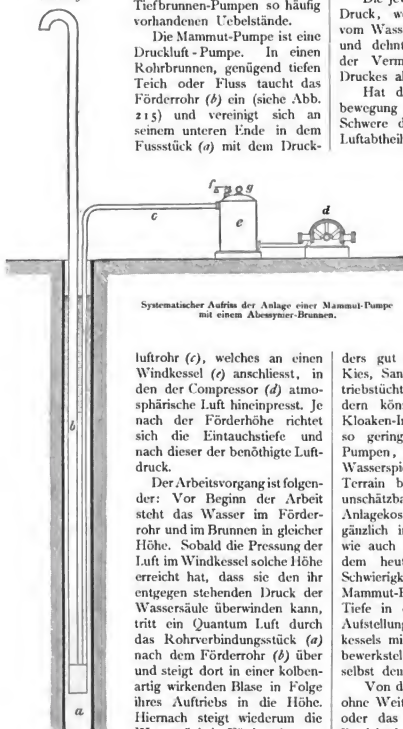 Tiefbrunnen-Pumpen so häufig
vorhandenen Uebelstände.
Die Mammut-Pumpe ist eine
Druckluft-Pumpe. In einen
Rohrbrunnen, genügend tiefen
Teich oder Fluss taucht das
Förderrohr (b) ein (siehe Abb.
215) und vereinigt sich an
seinem unteren Ende in dem
Fussstück (a) mit dem Druck-
f g
c
e
d
Systematischer Aufriss der Anlage einer Mammut-Pumpe
mit einem Abessynier-Brunnen.
b
a
luftrohr (c), welches an einen
Windkessel (e) anschliesst, in
den der Compressor (d) atmo-
sphärische Luft hineinpresst. Je
nach der Förderhöhe richtet
sich die Eintauchstiefe und
nach dieser der benöthigte Luft-
druck.
Der Arbeitsvorgang ist folgen-
der: Vor Beginn der Arbeit
steht das Wasser im Förder-
rohr und im Brunnen in gleicher
Höhe. Sobald die Pressung der
Luft im Windkessel solche Höhe
erreicht hat, dass sie den ihr
entgegen stehenden Druck der
Wassersäule überwinden kann,
tritt ein Quantum Luft durch
das Rohrverbindungsstück (a)
nach dem Förderrohr (b) über
und steigt dort in einer kolben-
artig wirkenden Blase in Folge
ihres Auftriebs in die Höhe.
Hiernach steigt wiederum die
Druck, w
vom Wass
und dehnt
der Verm
Druckes al
Hat d
bewegung
Schwere d
Luftabtheil
ders gut
Kies, San
triebstücht
dern könn
Kloaken-In
so gering
Pumpen,
Wasserspie
Terrain b
unschätzba
Anlagekos
gänzlich in
wie auch
dem heut
Schwierigk
Mammut-P
Tiefe in
Aufstellung
kessels mi
bewerkstel
selbst den
Von d
ohne Weit
oder das